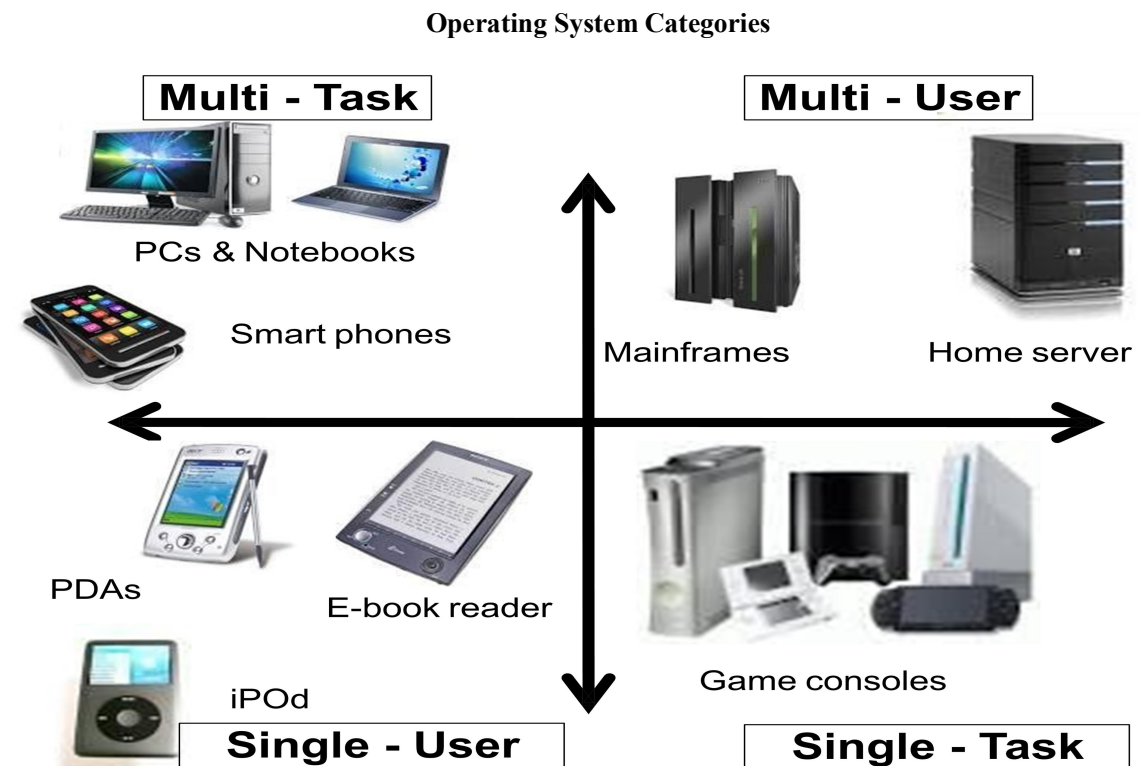 Operating System Categories
Multi - Task
Multi - User
PCs & Notebooks
Smart phones
Mainframes
Home server
PDAs
E-book reader
iPOd
Game consoles
Single - User
Single - Task